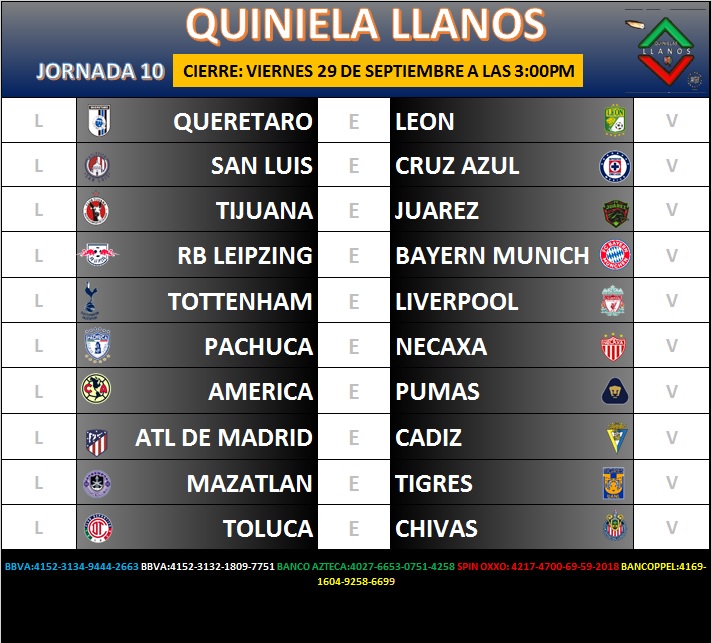 QUINIELA LLANOS
QUINIELAS
LLANOS
JORNADA 10 CIERRE: VIERNES 29 DE SEPTIEMBRE A LAS 3:00PM
L QUERETARO E LEON V
L SAN LUIS E CRUZ AZUL V
L TIJUANA E JUAREZ V
L RB LEIPZING E BAYERN MUNICH V
L TOTTENHAM E LIVERPOOL V
L PACHUCA E NECAXA V
L AMERICA E PUMAS V
L ATL DE MADRID E CADIZ V
L MAZATLAN E TIGRES V
L TOLUCA E CHIVAS V
BBVA:4152-3134-9444-2663 BBVA:4152-3132-1809-7751 BANCO AZTECA:4027-6653-0751-4258 SPIN OXXO: 4217-4700-69-59-2018 BANCOPPEL:4169-
1604-9258-6699